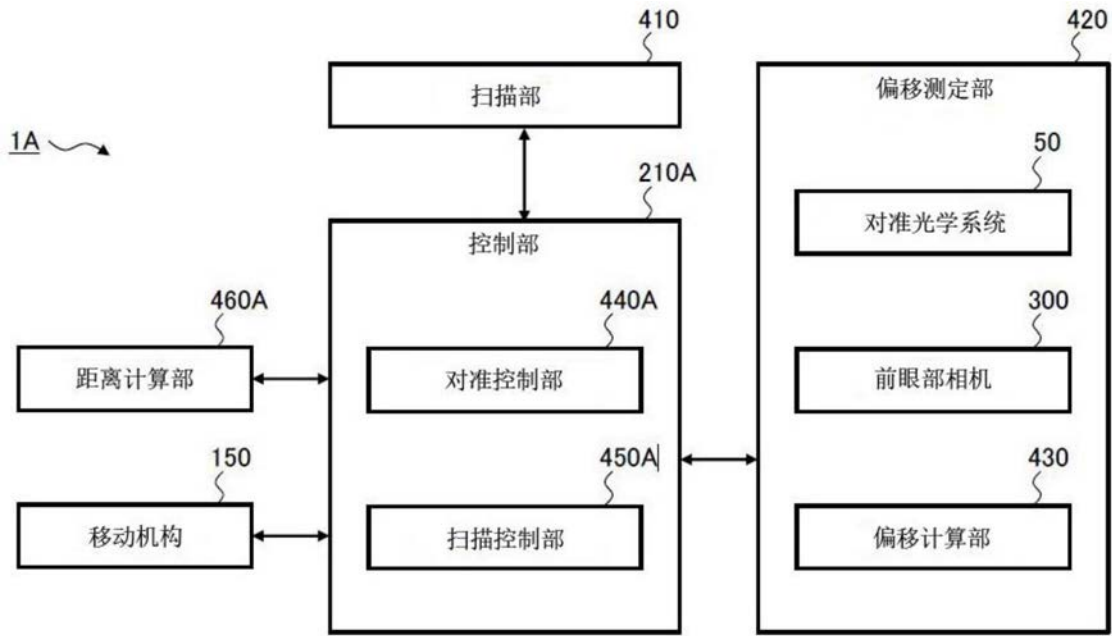 410
扫描部
420
偏移测定部
1A
50
对准光学系统
210A
控制部
460A
距离计算部
440A
对准控制部
300
前眼部相机
150
移动机构
450A
扫描控制部
430
偏移计算部